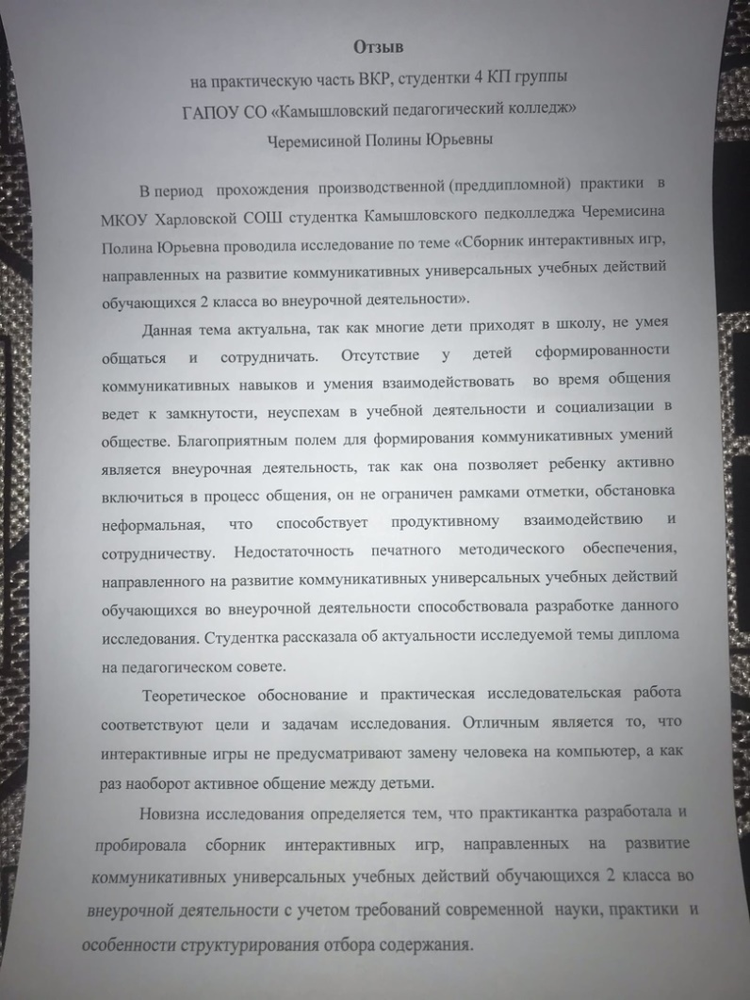 Отзыв
на практическую часть ВКР, студентки 4 КП группы
ГАПОУ СО «Камышловский педагогический колледж»
Черемисиной Полины Юрьевны
В период прохождения производственной (преддипломной) практики в
МКОУ Харловской СОШ студентка Камышловского педколледжа Черемисина
Полина Юрьевна проводила исследование по теме «Сборник интерактивных игр,
направленных на развитие коммуникативных универсальных учебных действий
обучающихся 2 класса во внеурочной деятельности».
Данная тема актуальна, так как многие дети приходят в школу, не умея
общаться и сотрудничать. Отсутствие у детей сформированности
коммуникативных навыков и умения взаимодействовать во время общения
ведет к замкнутости, неуспехам в учебной деятельности и социализации в
обществе. Благоприятным полем для формирования коммуникативных умений
является внеурочная деятельность, так как она позволяет ребенку активно
включиться в процесс общения, он не ограничен рамками отметки, обстановка
неформальная, что способствует продуктивному взаимодействию и
сотрудничеству. Недостаточность печатного методического обеспечения,
направленного на развитие коммуникативных универсальных учебных действий
обучающихся во внеурочной деятельности способствовала разработке данного
исследования. Студентка рассказала об актуальности исследуемой темы диплома
на педагогическом совете.
Теоретическое обоснование и практическая исследовательская работа
соответствуют цели и задачам исследования. Отличным является то, что
интерактивные игры не предусматривают замену человека на компьютер, а как
раз наоборот активное общение между детьми.
Новизна исследования определяется тем, что практикантка разработала и
пробировала сборник интерактивных игр, направленных на развитие
коммуникативных универсальных учебных действий обучающихся 2 класса во
внеурочной деятельности с учетом требований современной науки, практики и
особенности структурирования отбора содержания.